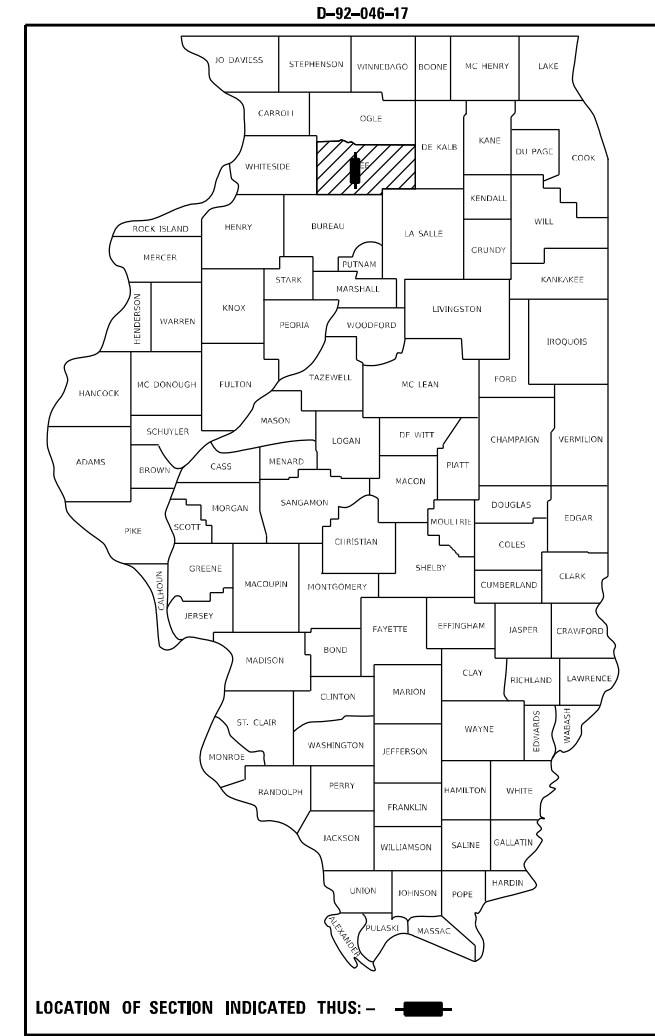 D-92-046-17
JO DAVIESS STEPHENSON WINNEBAGO BOONE MC HENRY LAKE
CARROLL OGLE
DE KALB KANE DU PAGE COOK
WHITESIDE EE
KENDALL WILL
ROCK ISLAND HENRY BUREAU LA SALLE GRUNDY
MERCER PUTNAM KANKAKEE
STARK MARSHALL
HENDERSON WARREN KNOX PEORIA WOODFORD LIVINGSTON IROQUOIS
HANCOCK MC DONOUGH FULTON TAZEWELL MC LEAN FORD
MASON
SCHUYLER LOGAN DE WITT CHAMPAIGN VERMILION
ADAMS BROWN CASS MENARD PIATT
MACON
MORGAN SANGAMON DOUGLAS
PIKE SCOTT MOULTRIE EDGAR
CHRISTIAN COLES
GREENE SHELBY
CALHOUN MACOUPIN MONTGOMERY CUMBERLAND CLARK
JERSEY
FAYETTE EFFINGHAM JASPER CRAWFORD
MADISON BOND
CLAY RICHLAND LAWRENCE
CLINTON MARION
ST. CLAIR WAYNE EDWARDS WABASH
WASHINGTON JEFFERSON
MONROE
RANDOLPH PERRY HAMILTON WHITE
FRANKLIN
JACKSON WILLIAMSON SALINE GALLATIN
UNION JOHNSON POPE HARDIN
ALEXANDER PULASKI MASSAC
LOCATION OF SECTION INDICATED THUS: –